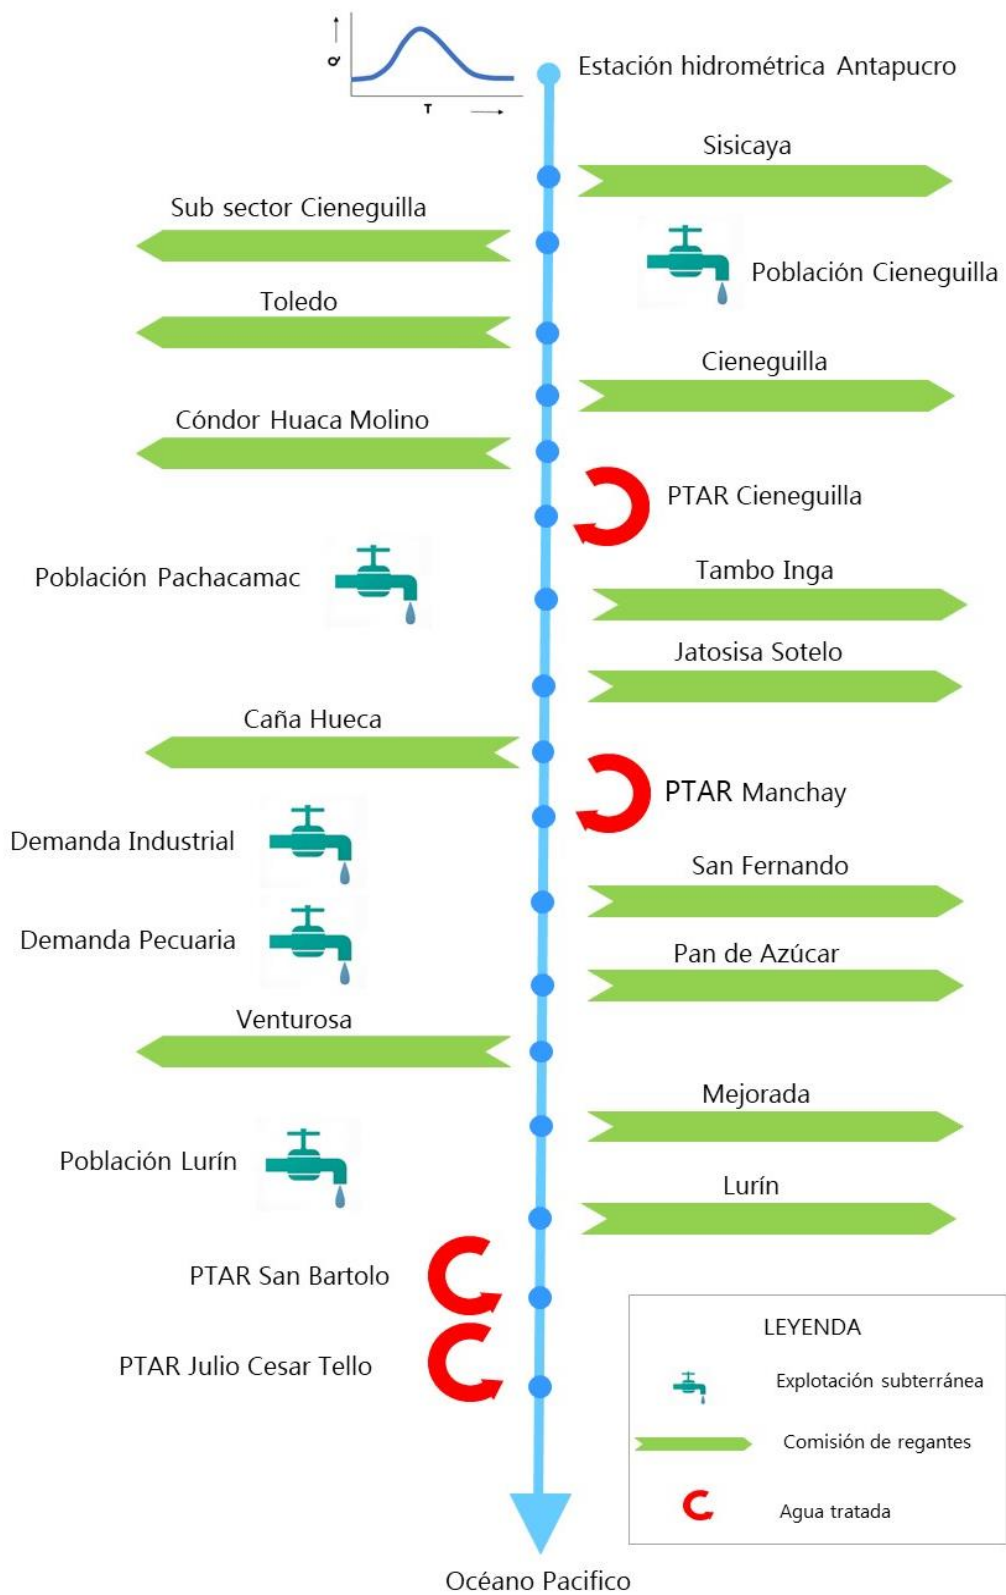 Q
T
Estación hidrométrica Antapucro
Sisicaya
Sub sector Cieneguilla
Población Cieneguilla
Toledo
Cieneguilla
Cóndor Huaca Molino
PTAR Cieneguilla
Población Pachacamac
Tambo Inga
Jatosisa Sotelo
Caña Hueca
PTAR Manchay
Demanda Industrial
San Fernando
Demanda Pecuaria
Pan de Azúcar
Venturosa
Mejorada
Población Lurín
Lurín
PTAR San Bartolo
PTAR Julio Cesar Tello
LEYENDA
Explotación subterránea
Comisión de regantes
Agua tratada
Océano Pacifico